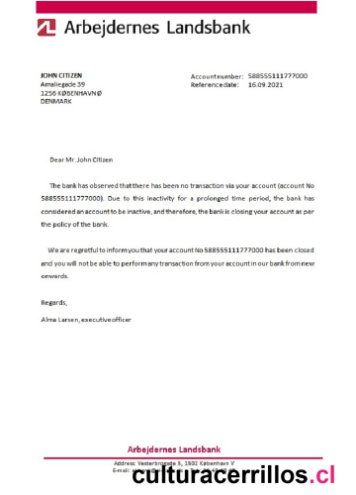 Arbejdernes Landsbank
JOHN CITIZEN
Amaliegade 39
1256 KØBENHAVN Ø
DENMARK
Account number: 588555111777000
Reference date: 16.09.2021
Dear Mr. John Citizen
The bank has observed that there has been no transaction via your account (account No
588555111777000). Due to this inactivity for a prolonged time period, the bank has
considered an account to be inactive, and therefore, the bank is closing your account as per
the policy of the bank.
We are regretful to inform you that your account No 588555111777000 has been closed
and you will not be able to perform any transaction from your account in our bank from new
onwards.
Regards,
Alma Larsen, executive officer
Arbejdernes Landsbank
Address: Vesterbrogade 5, 1502 København V
E-mail:
culturacerrillos.cl